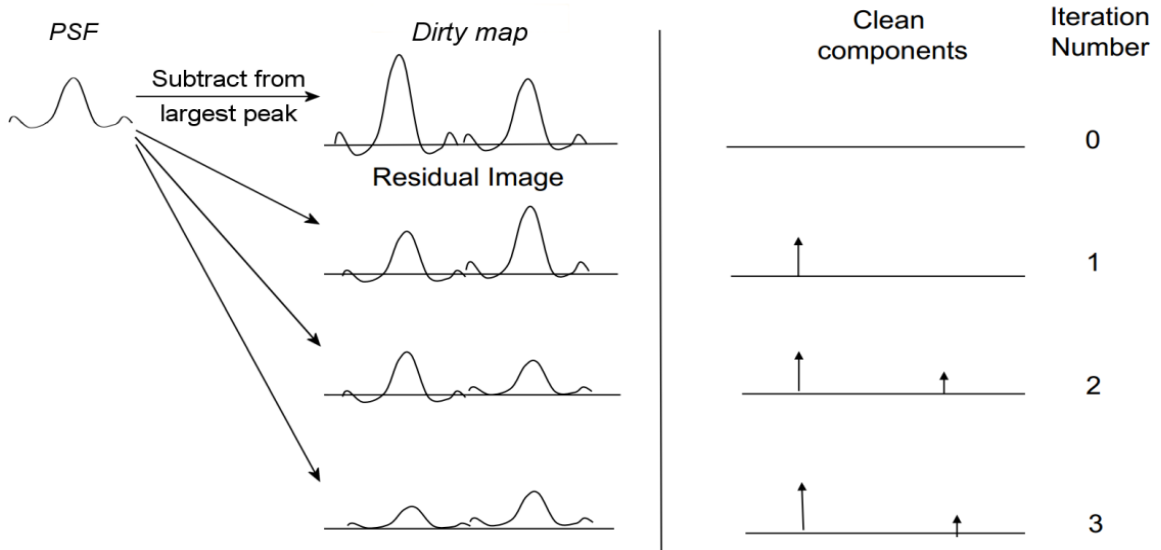 PSF
Dirty map
Clean
components
Iteration
Number
Subtract from
largest peak
0
Residual Image
1
2
3